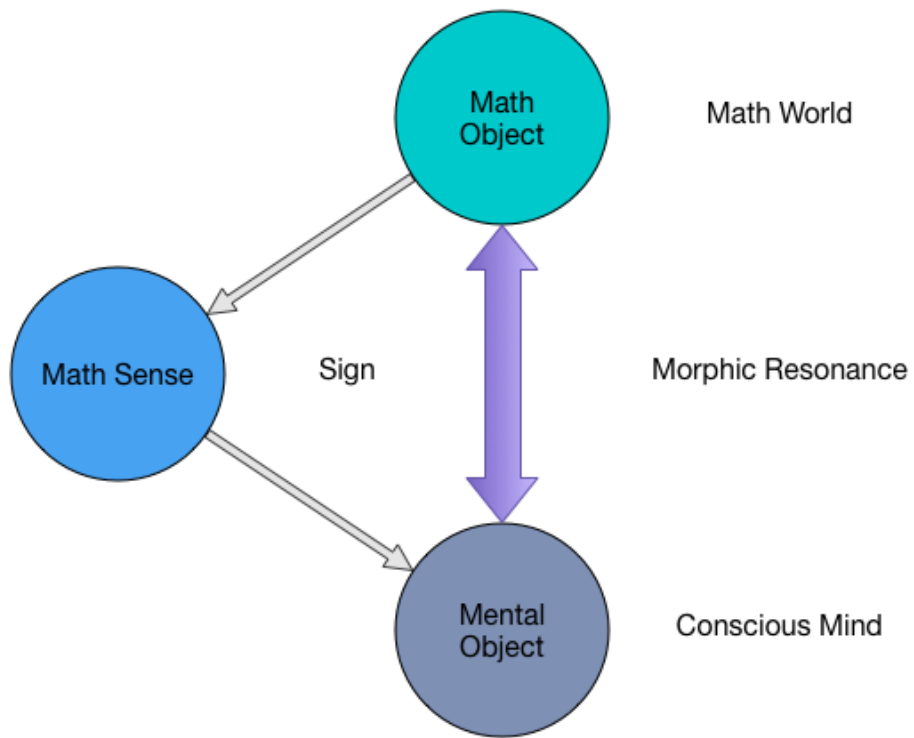 Math
Object
Math World
Math Sense
Sign
Morphic Resonance
Mental
Object
Conscious Mind